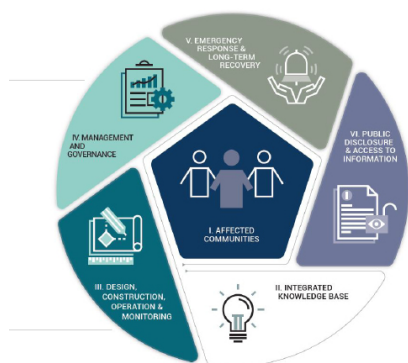 V. EMERGENCY
RESPONSE &
LONG-TERM
RECOVERY
VI. PUBLIC
DISCLOSURE
& ACCESS TO
INFORMATION
IV. MANAGEMENT
AND
GOVERNANCE
I. AFFECTED
COMMUNITIES
III. DESIGN,
CONSTRUCTION,
OPERATION &
MONITORING
II. INTEGRATED
KNOWLEDGE BASE